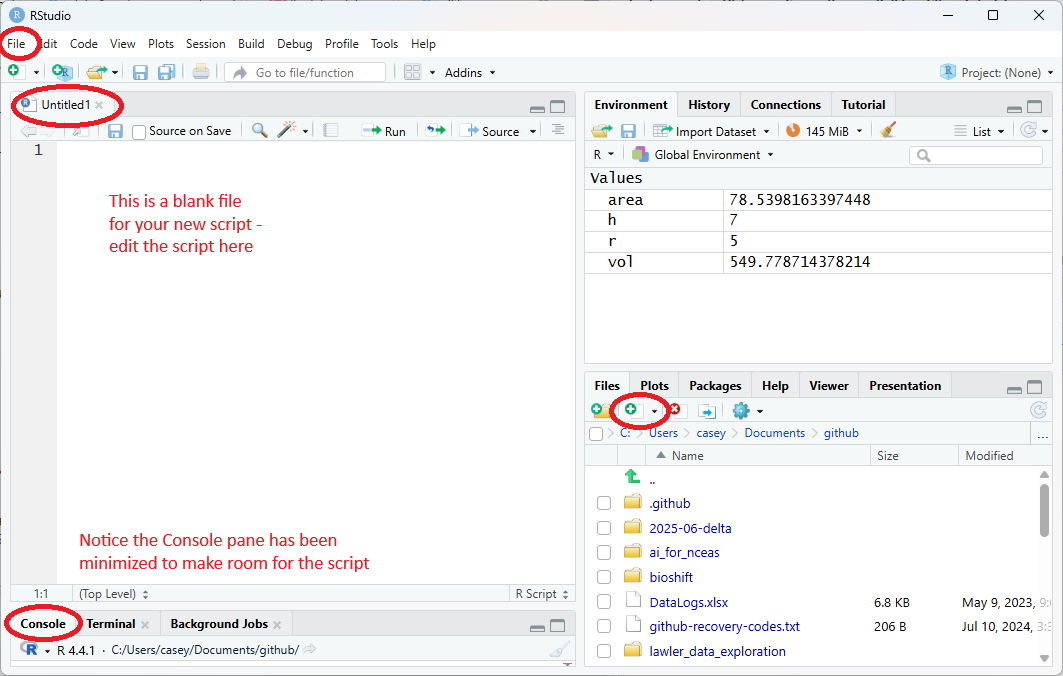 RStudio
File Edit Code View Plots Session Build Debug Profile Tools Help
Go to file/function Addins Project: (None)
Untitled1
Source on Save Run Source
1
This is a blank file
for your new script -
edit the script here
Notice the Console pane has been
minimized to make room for the script
1:1 (Top Level) R Script
Console Terminal Background Jobs
R 4.4.1 · C:/Users/casey/Documents/github/
Environment History Connections Tutorial
Import Dataset 145 MiB List
R Global Environment
Values
area 78.5398163397448
h 7
r 5
vol 549.778714378214
Files Plots Packages Help Viewer Presentation
C: Users casey Documents github ...
Name Size Modified
..
.github
2025-06-delta
ai_for_nceas
bioshift
DataLogs.xlsx 6.8 KB May 9, 2023,
github-recovery-codes.txt 206 B Jul 10, 2024,
lawler_data_exploration